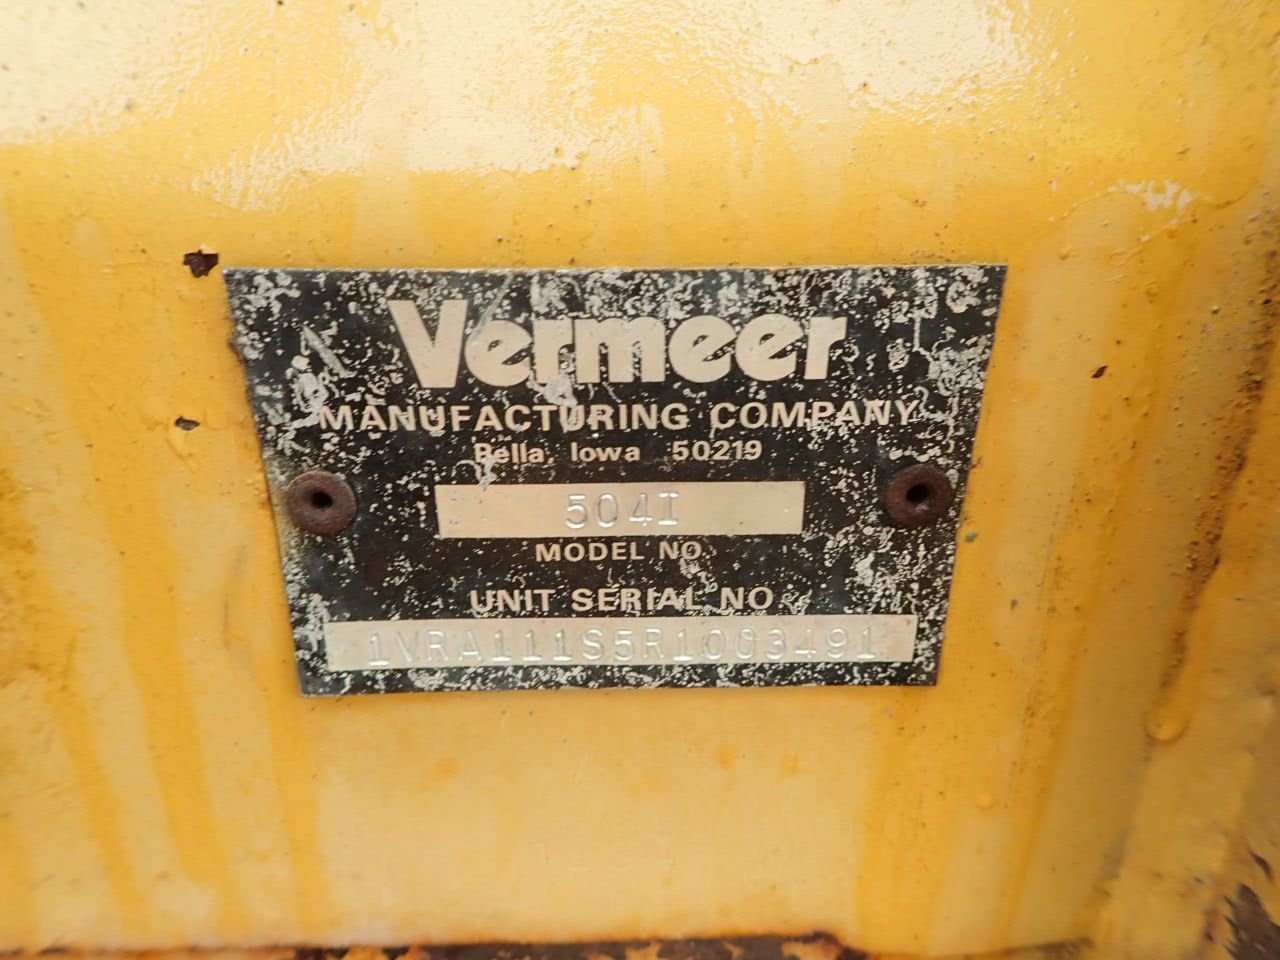 Vermeer
MANUFACTURING COMPANY
Pella, Iowa 50219
504I
MODEL NO
UNIT SERIAL NO
1VRA111S5R1003491